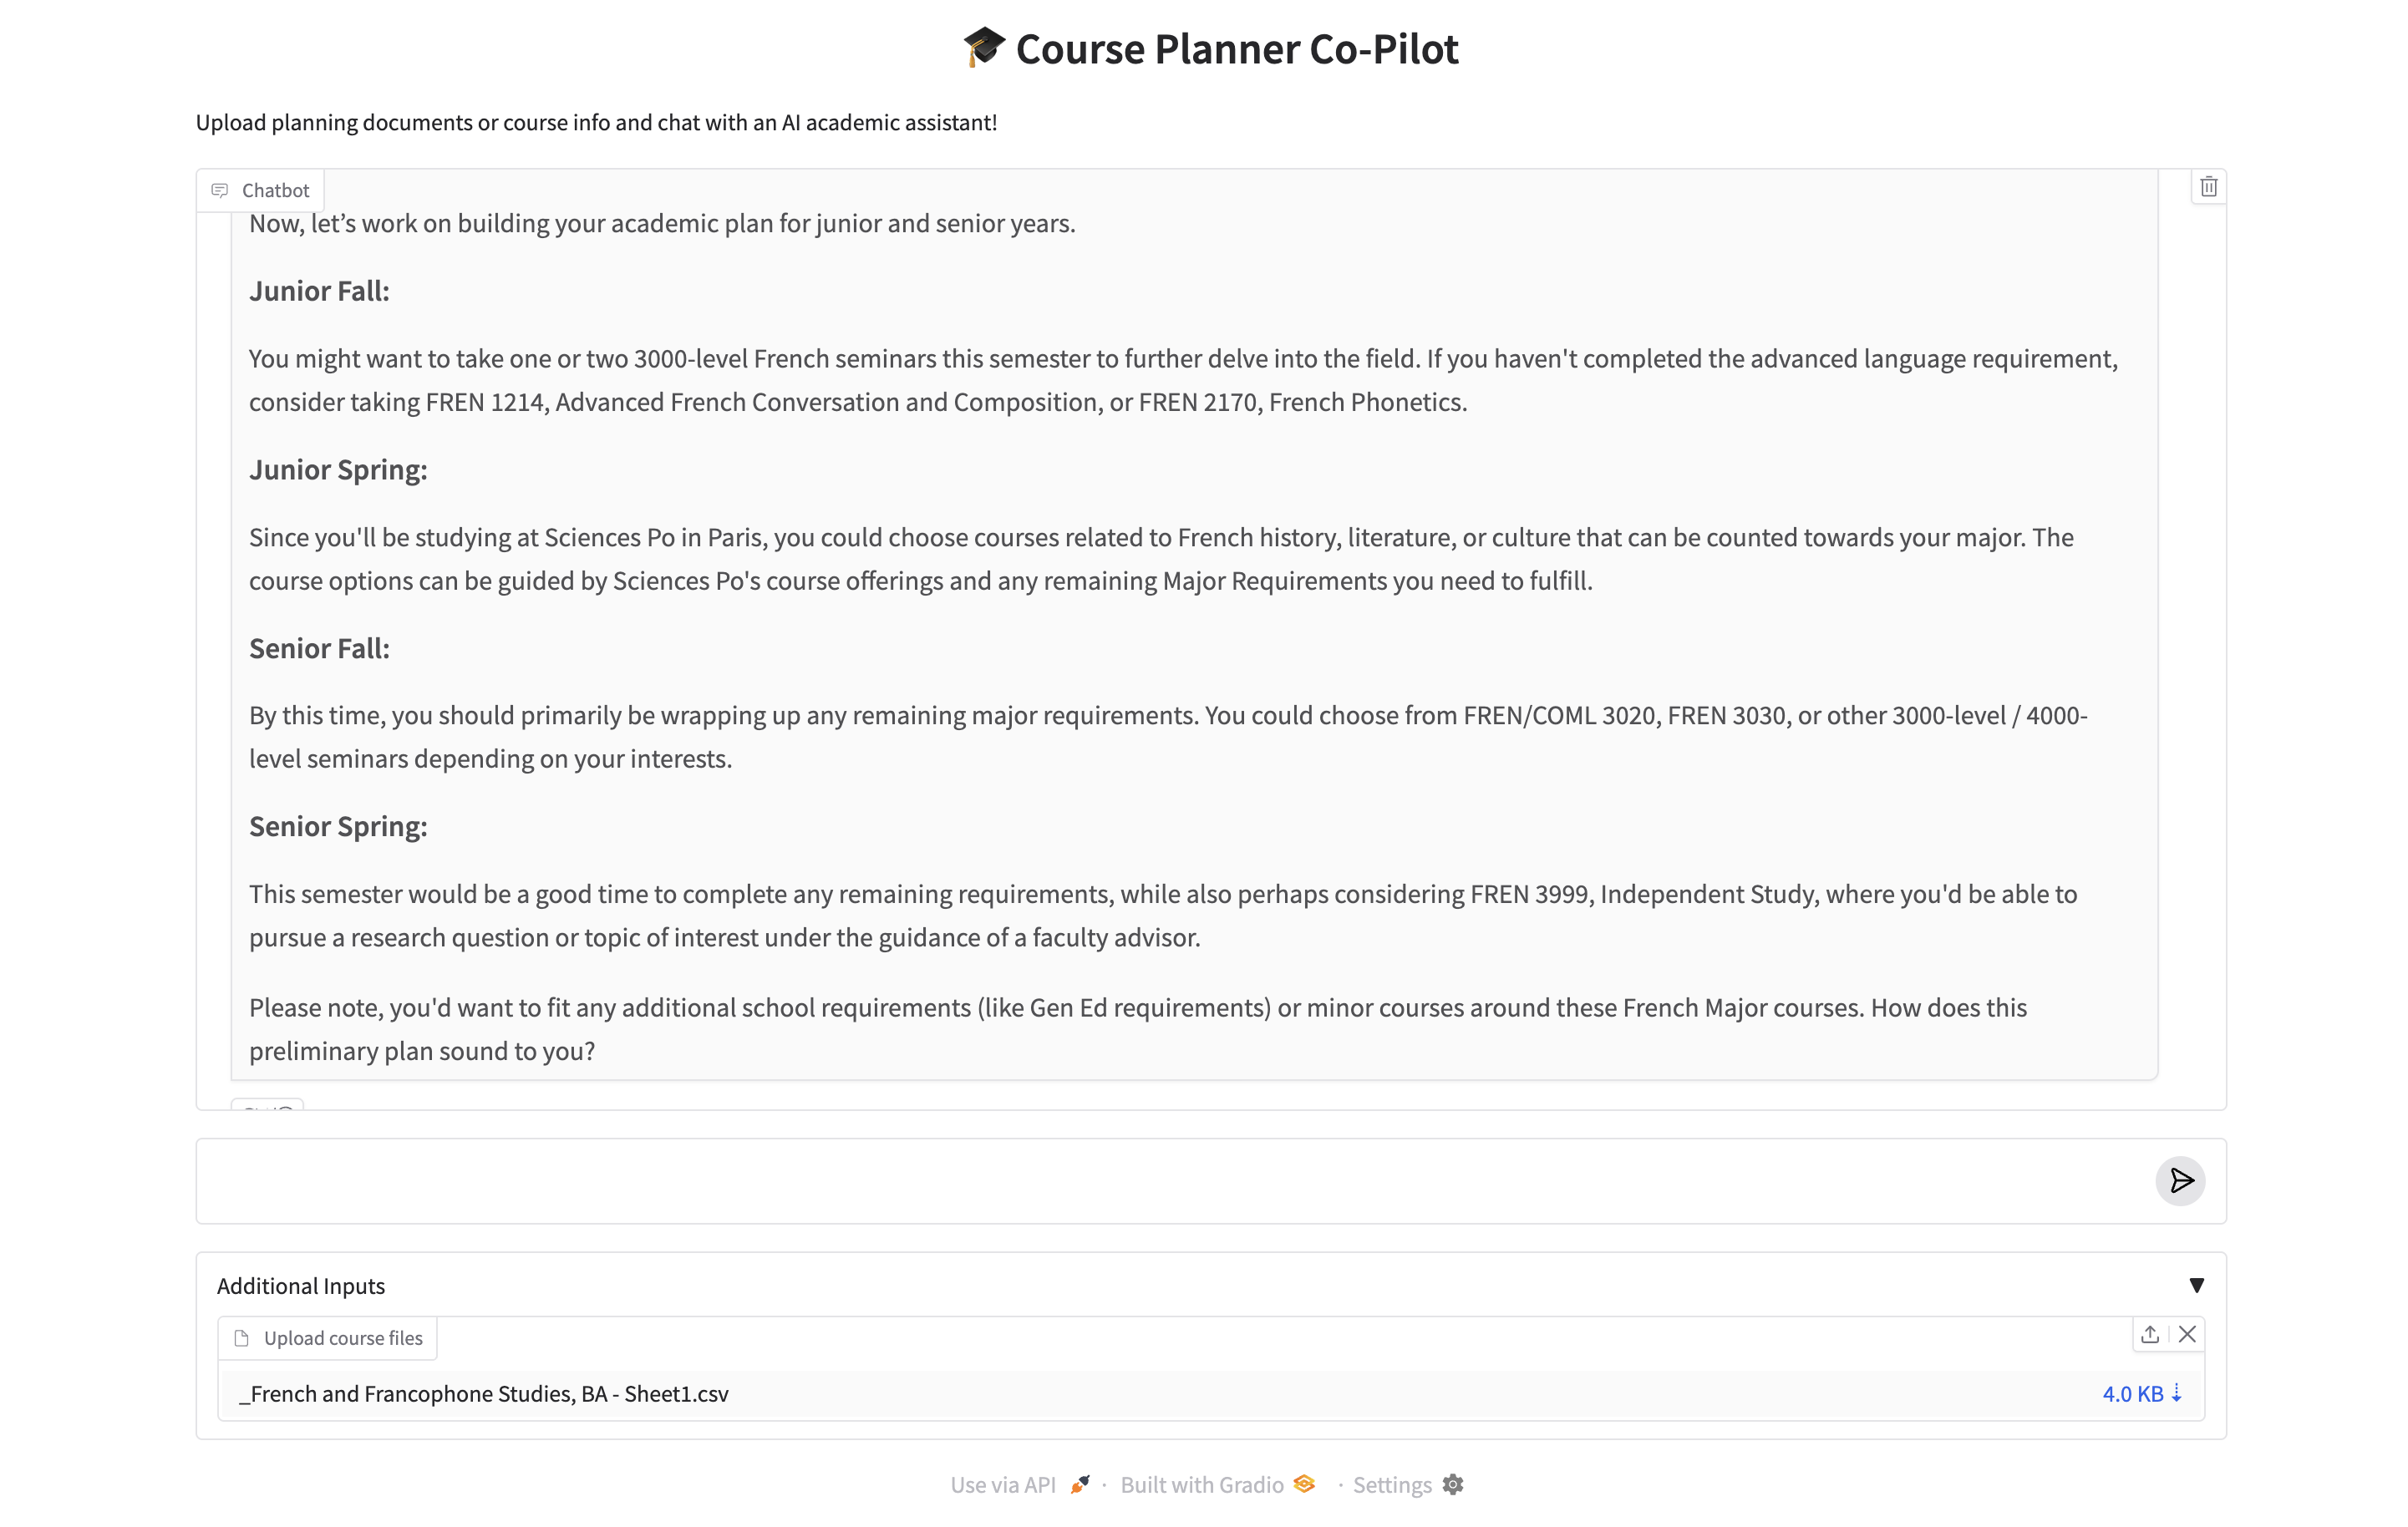 🎓 Course Planner Co-Pilot
Upload planning documents or course info and chat with an AI academic assistant!
Chatbot
Now, let’s work on building your academic plan for junior and senior years.
Junior Fall:
You might want to take one or two 3000-level French seminars this semester to further delve into the field. If you haven't completed the advanced language requirement,
consider taking FREN 1214, Advanced French Conversation and Composition, or FREN 2170, French Phonetics.
Junior Spring:
Since you'll be studying at Sciences Po in Paris, you could choose courses related to French history, literature, or culture that can be counted towards your major. The
course options can be guided by Sciences Po's course offerings and any remaining Major Requirements you need to fulfill.
Senior Fall:
By this time, you should primarily be wrapping up any remaining major requirements. You could choose from FREN/COML 3020, FREN 3030, or other 3000-level / 4000-
level seminars depending on your interests.
Senior Spring:
This semester would be a good time to complete any remaining requirements, while also perhaps considering FREN 3999, Independent Study, where you'd be able to
pursue a research question or topic of interest under the guidance of a faculty advisor.
Please note, you'd want to fit any additional school requirements (like Gen Ed requirements) or minor courses around these French Major courses. How does this
preliminary plan sound to you?
Additional Inputs
Upload course files
_French and Francophone Studies, BA - Sheet1.csv 4.0 KB ⇣
Use via API · Built with Gradio · Settings